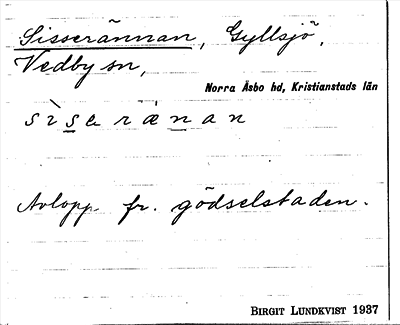 Sisserännan, Gyllsjö,
Vedby sn,
Norra Åsbo hd, Kristianstads län
s ì s e r ä́ n a n
Avlopp fr. gödselstaden.
BIRGIT LUNDKVIST 1937